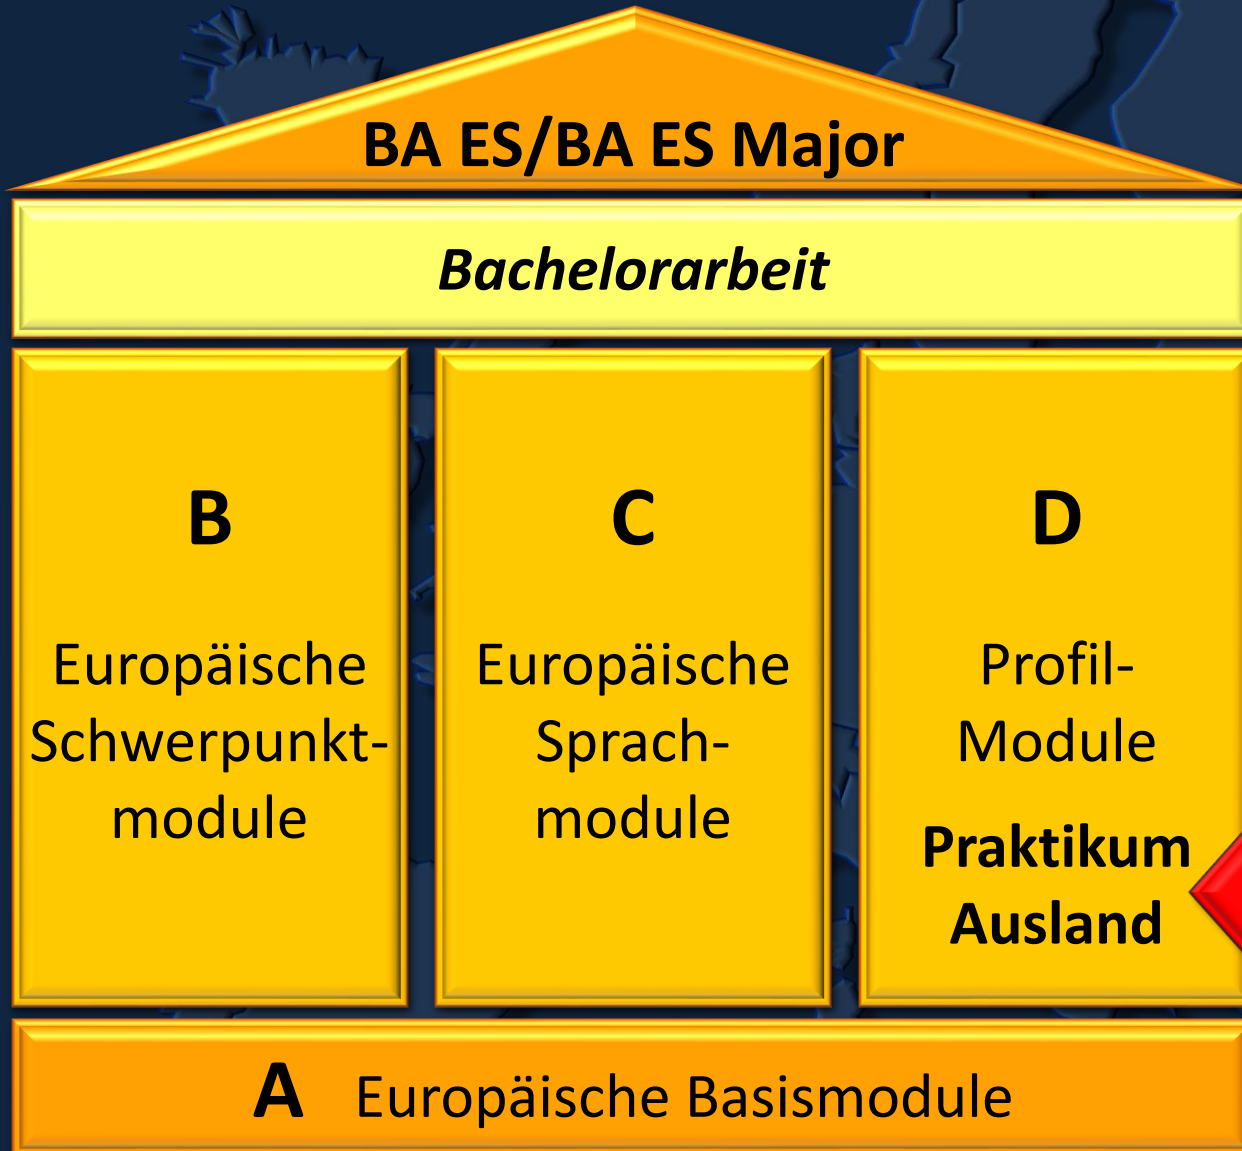 BA ES/BA ES Major
Bachelorarbeit
B
Europäische
Schwerpunkt-
module
C
Europäische
Sprach-
module
D
Profil-
Module
Praktikum
Ausland
A Europäische Basismodule